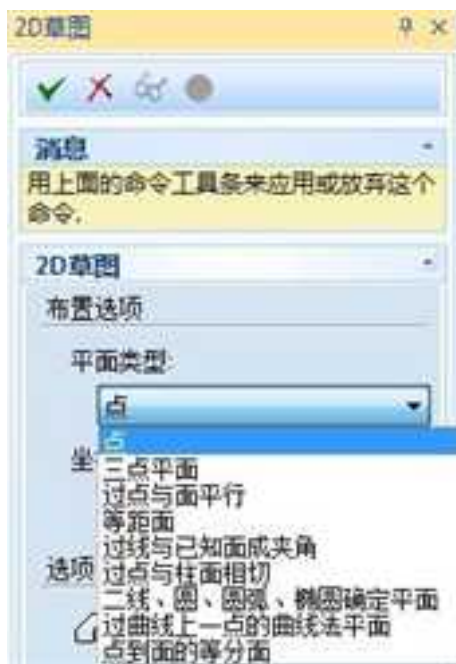 2D草图
消息
用上面的命令工具条来应用或放弃这个
命令.
2D草图
布置选项
平面类型:
点
点
坐
三点平面
过点与面平行
等距面
过线与已知面成夹角
选项
过点与柱面相切
二线、圆、圆弧、椭圆确定平面
过曲线上一点的曲线法平面
点到面的等分面